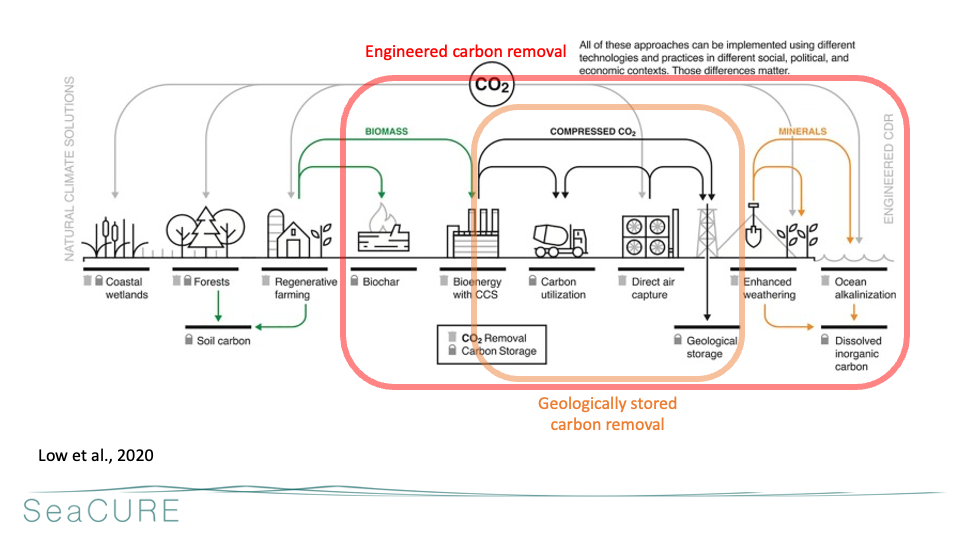 Engineered carbon removal
All of these approaches can be implemented using different
technologies and practices in different social, political, and
economic contexts. Those differences matter.
CO₂
NATURAL CLIMATE SOLUTIONS
ENGINEERED CDR
BIOMASS
COMPRESSED CO₂
MINERALS
Coastal
wetlands
Forests
Regenerative
farming
Biochar
Bioenergy
with CCS
Carbon
utilization
Direct air
capture
Enhanced
weathering
Ocean
alkalinization
Soil carbon
CO₂ Removal
Carbon Storage
Geological
storage
Dissolved
inorganic
carbon
Geologically stored
carbon removal
Low et al., 2020
SeaCURE